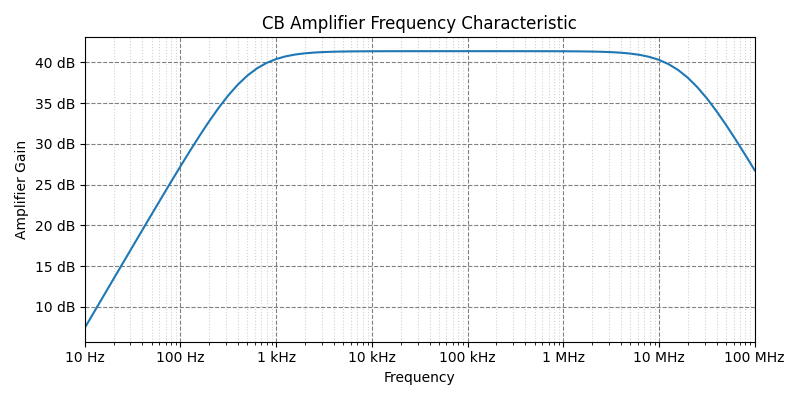 CB Amplifier Frequency Characteristic
Amplifier Gain
40 dB
35 dB
30 dB
25 dB
20 dB
15 dB
10 dB
10 Hz 100 Hz 1 kHz 10 kHz 100 kHz 1 MHz 10 MHz 100 MHz
Frequency